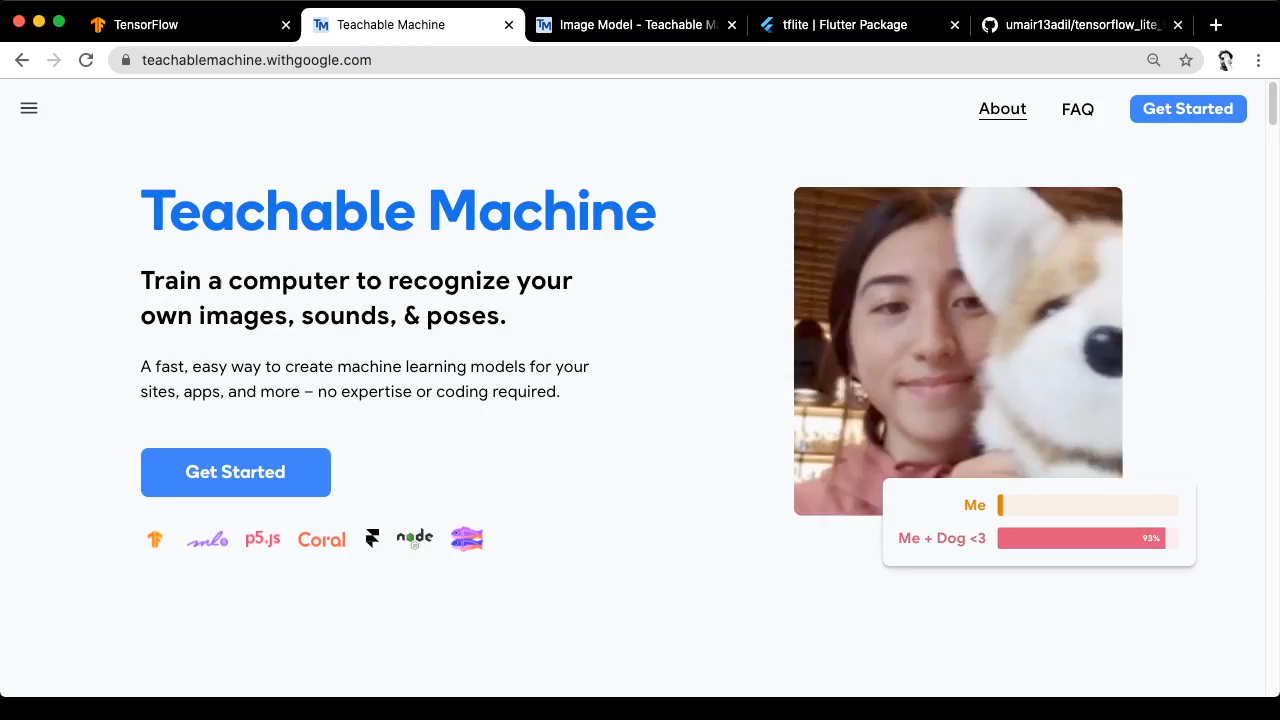 TensorFlow
Teachable Machine
Image Model - Teachable M
tflite | Flutter Package
umair13adil/tensorflow_lite_
teachablemachine.withgoogle.com
About
FAQ
Get Started
Teachable Machine
Train a computer to recognize your
own images, sounds, & poses.
A fast, easy way to create machine learning models for your
sites, apps, and more – no expertise or coding required.
Get Started
p5.js
Coral
node
Me
Me + Dog <3
93%